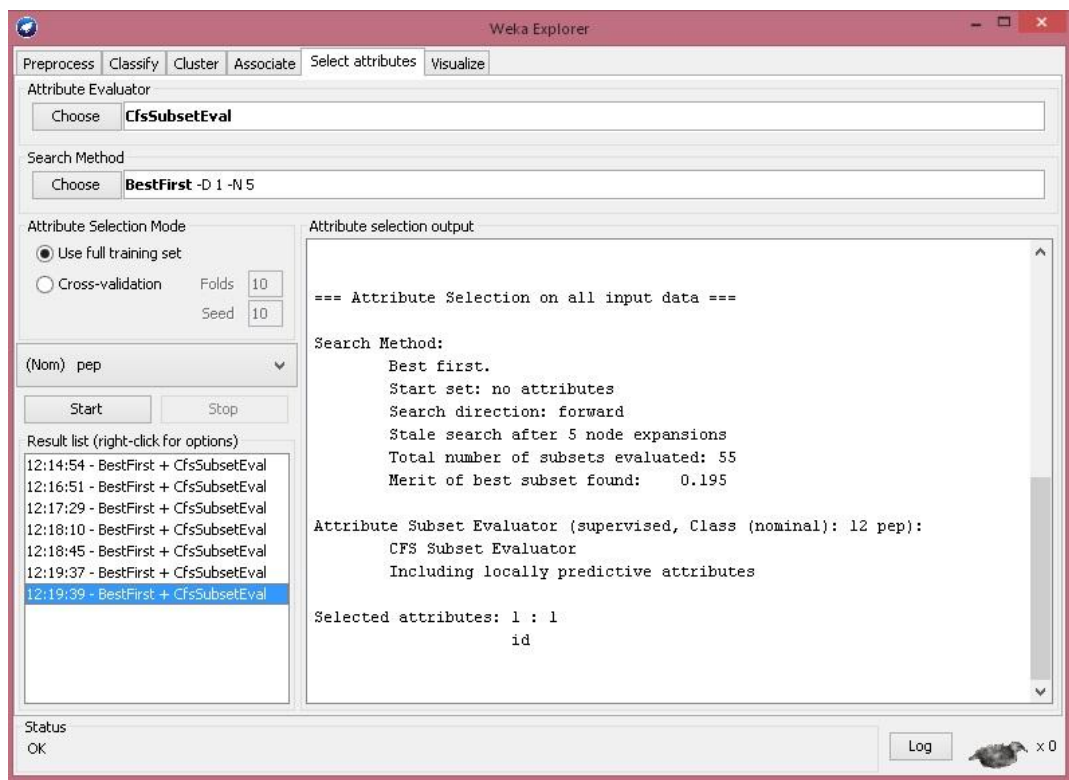 Weka Explorer
Preprocess Classify Cluster Associate Select attributes Visualize
Attribute Evaluator
Choose CfsSubsetEval
Search Method
Choose BestFirst -D 1 -N 5
Attribute Selection Mode
Use full training set
Cross-validation Folds 10
Seed 10
(Nom) pep
Start Stop
Result list (right-click for options)
12:14:54 - BestFirst + CfsSubsetEval
12:16:51 - BestFirst + CfsSubsetEval
12:17:29 - BestFirst + CfsSubsetEval
12:18:10 - BestFirst + CfsSubsetEval
12:18:45 - BestFirst + CfsSubsetEval
12:19:37 - BestFirst + CfsSubsetEval
12:19:39 - BestFirst + CfsSubsetEval
Attribute selection output
=== Attribute Selection on all input data ===
Search Method:
Best first.
Start set: no attributes
Search direction: forward
Stale search after 5 node expansions
Total number of subsets evaluated: 55
Merit of best subset found: 0.195
Attribute Subset Evaluator (supervised, Class (nominal): 12 pep):
CFS Subset Evaluator
Including locally predictive attributes
Selected attributes: 1 : 1
id
Status
OK
Log
x 0